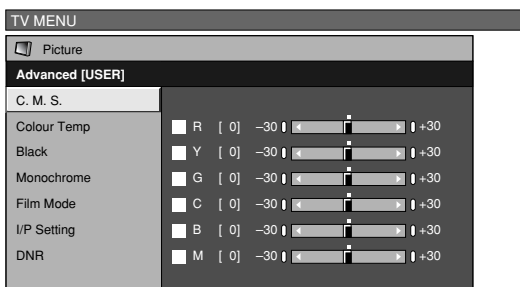 TV MENU
Picture
Advanced [USER]
C. M. S.
Colour Temp R [ 0] –30 +30
Black Y [ 0] –30 +30
Monochrome G [ 0] –30 +30
Film Mode C [ 0] –30 +30
I/P Setting B [ 0] –30 +30
DNR M [ 0] –30 +30